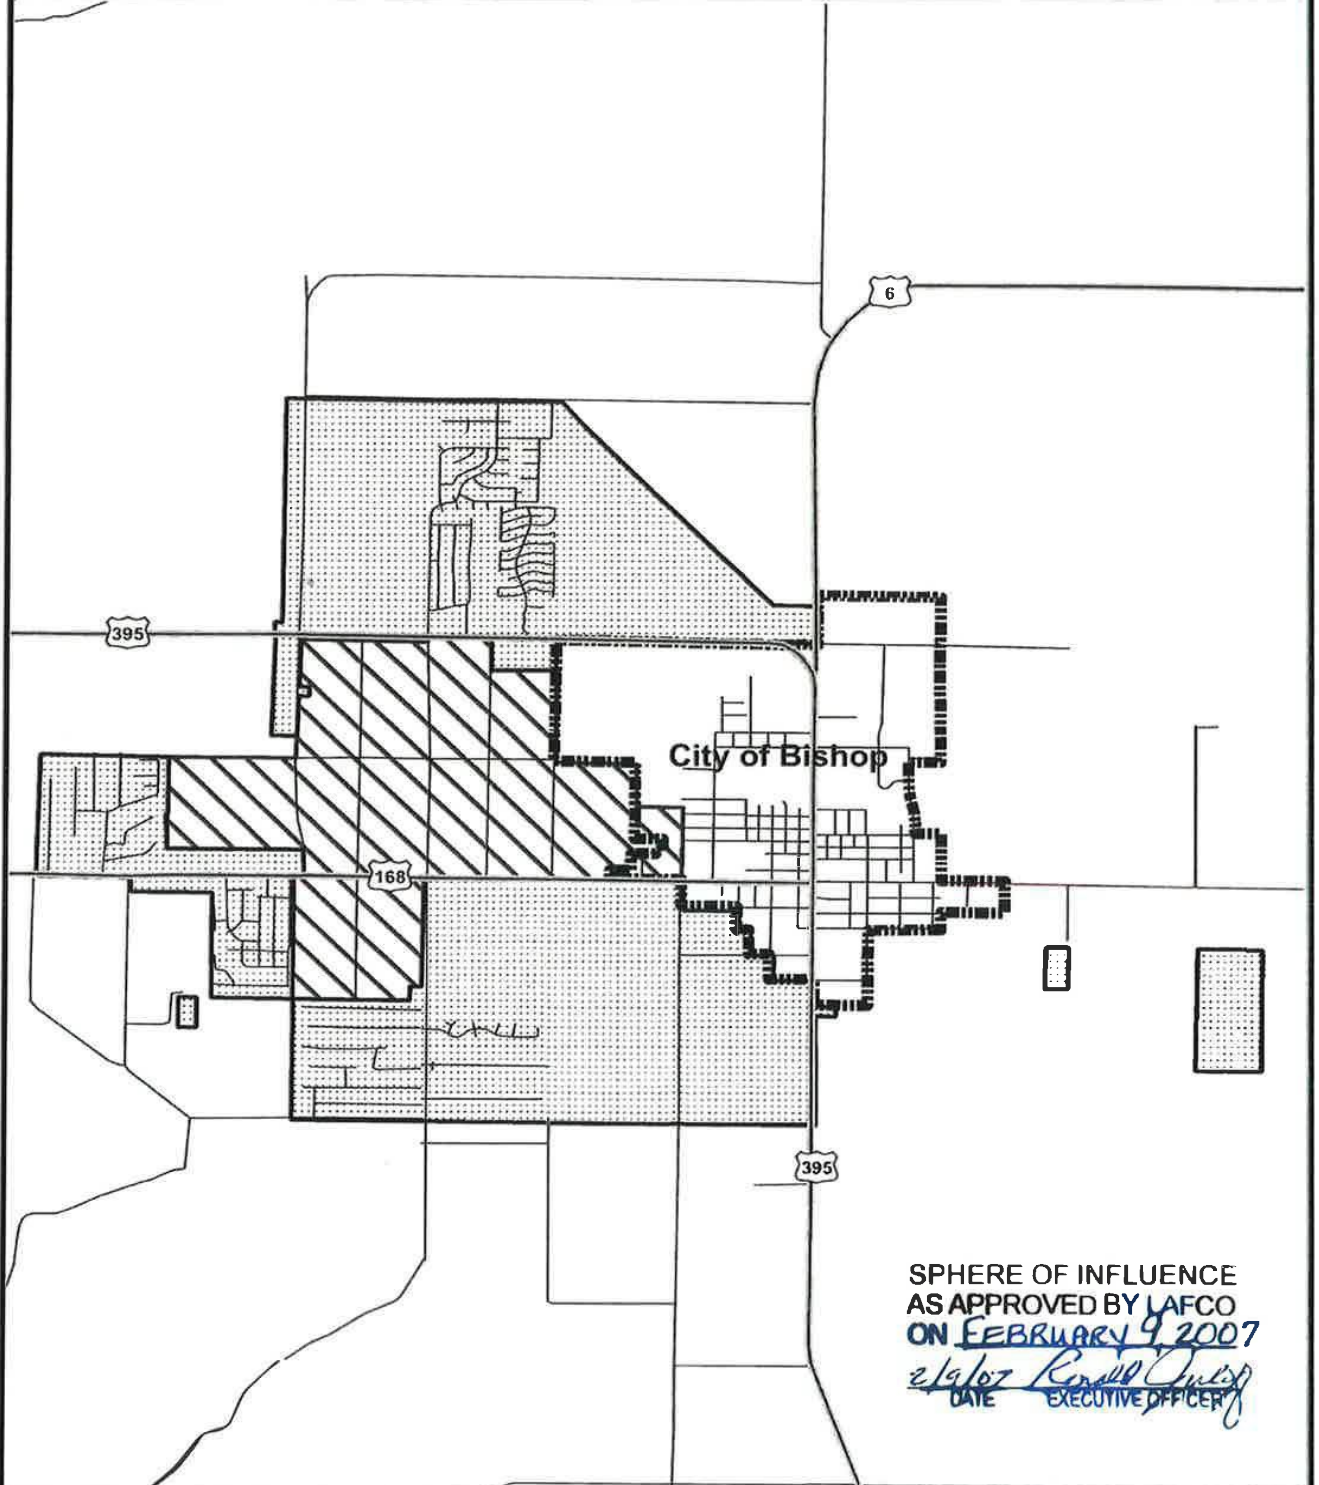 6
395
City of Bishop
168
395
SPHERE OF INFLUENCE
AS APPROVED BY LAFCO
ON FEBRUARY 9, 2007
2/9/07
DATE EXECUTIVE OFFICER